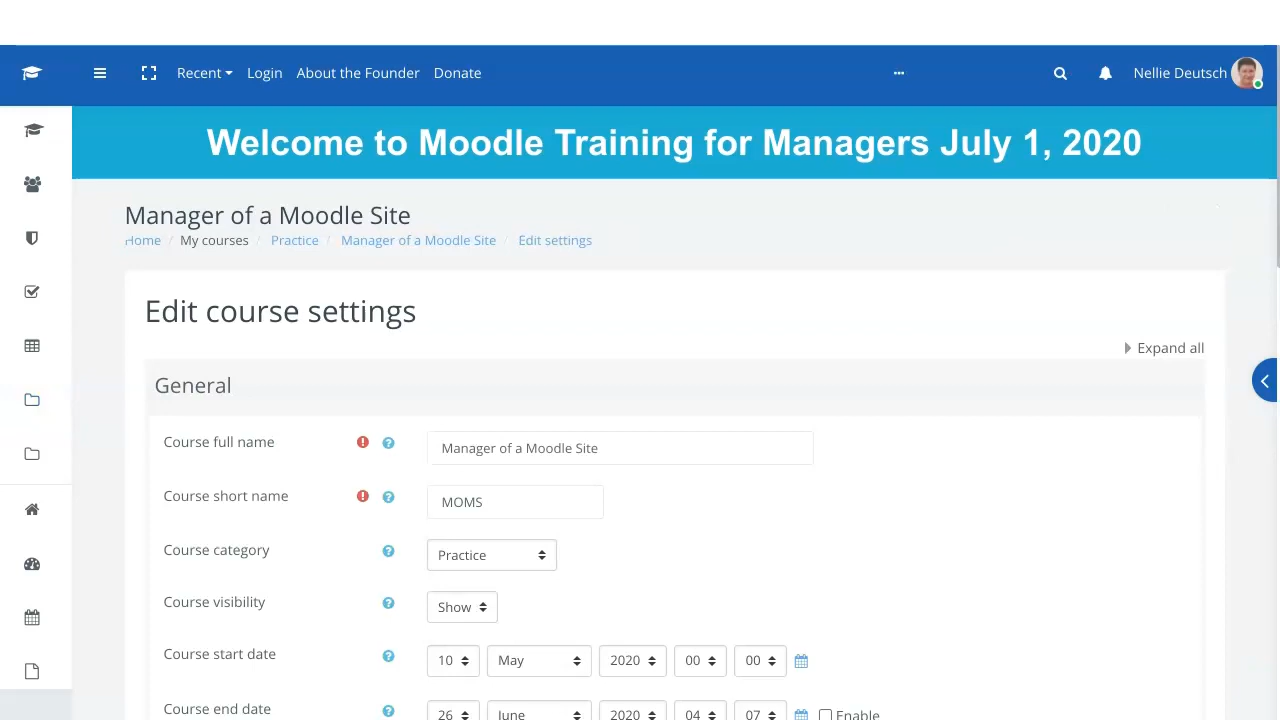 Recent Login About the Founder Donate Nellie Deutsch
Welcome to Moodle Training for Managers July 1, 2020
Manager of a Moodle Site
Home / My courses / Practice / Manager of a Moodle Site / Edit settings
Edit course settings
Expand all
General
Course full name Manager of a Moodle Site
Course short name MOMS
Course category Practice
Course visibility Show
Course start date 10 May 2020 00 00
Course end date 26 June 2020 04 07 Enable